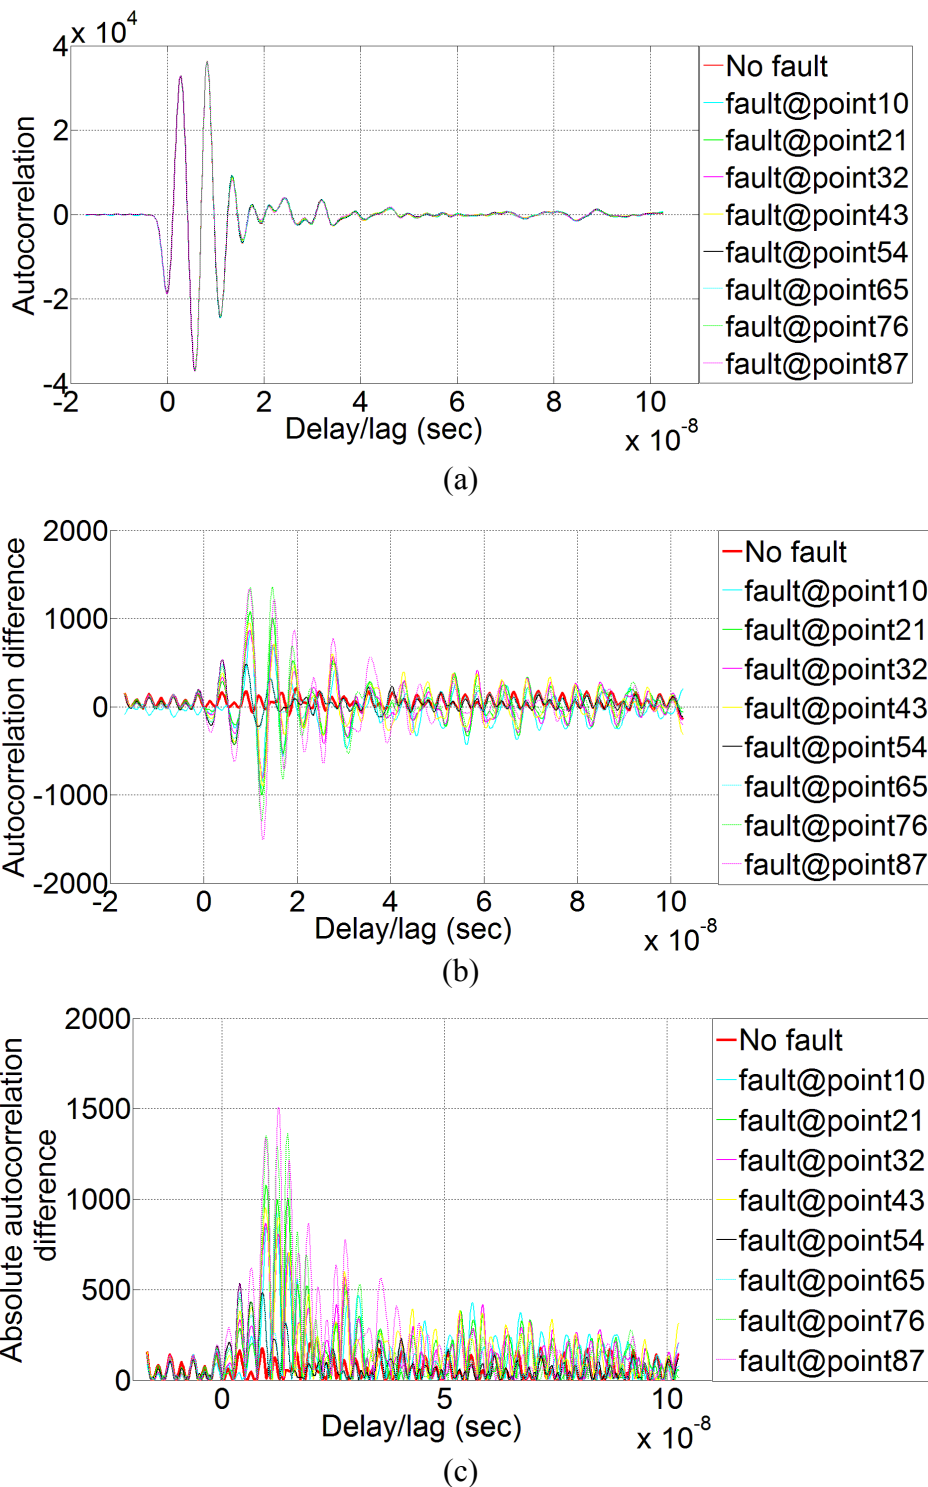 x 10^4
4
2
0
-2
-4
Autocorrelation
-2 0 2 4 6 8 10
Delay/lag (sec)
x 10^-8
No fault
fault@point10
fault@point21
fault@point32
fault@point43
fault@point54
fault@point65
fault@point76
fault@point87
(a)
2000
1000
0
-1000
-2000
Autocorrelation difference
-2 0 2 4 6 8 10
Delay/lag (sec)
x 10^-8
No fault
fault@point10
fault@point21
fault@point32
fault@point43
fault@point54
fault@point65
fault@point76
fault@point87
(b)
2000
1500
1000
500
0
Absolute autocorrelation
difference
0 5 10
Delay/lag (sec)
x 10^-8
No fault
fault@point10
fault@point21
fault@point32
fault@point43
fault@point54
fault@point65
fault@point76
fault@point87
(c)